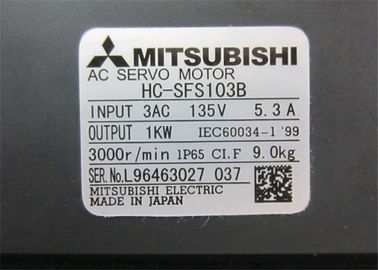 MITSUBISHI
AC SERVO MOTOR
HC-SFS103B
INPUT 3AC 135V 5.3A
OUTPUT 1KW IEC60034-1 '99
3000r/min IP65 CI.F 9.0kg
SER.No.L96463027 037
MITSUBISHI ELECTRIC
MADE IN JAPAN